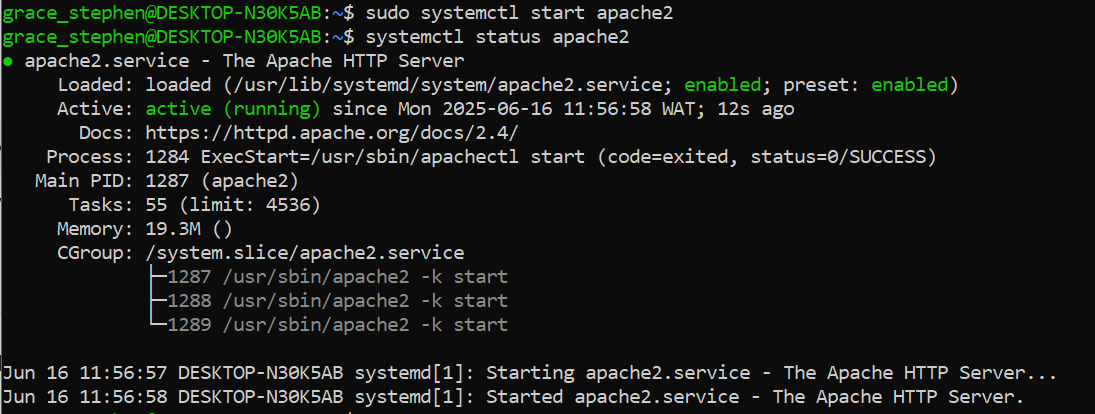 grace_stephen@DESKTOP-N30K5AB:~$ sudo systemctl start apache2
grace_stephen@DESKTOP-N30K5AB:~$ systemctl status apache2
● apache2.service - The Apache HTTP Server
     Loaded: loaded (/usr/lib/systemd/system/apache2.service; enabled; preset: enabled)
     Active: active (running) since Mon 2025-06-16 11:56:58 WAT; 12s ago
       Docs: https://httpd.apache.org/docs/2.4/
    Process: 1284 ExecStart=/usr/sbin/apachectl start (code=exited, status=0/SUCCESS)
   Main PID: 1287 (apache2)
      Tasks: 55 (limit: 4536)
     Memory: 19.3M ()
     CGroup: /system.slice/apache2.service
             ├─1287 /usr/sbin/apache2 -k start
             ├─1288 /usr/sbin/apache2 -k start
             └─1289 /usr/sbin/apache2 -k start

Jun 16 11:56:57 DESKTOP-N30K5AB systemd[1]: Starting apache2.service - The Apache HTTP Server...
Jun 16 11:56:58 DESKTOP-N30K5AB systemd[1]: Started apache2.service - The Apache HTTP Server.